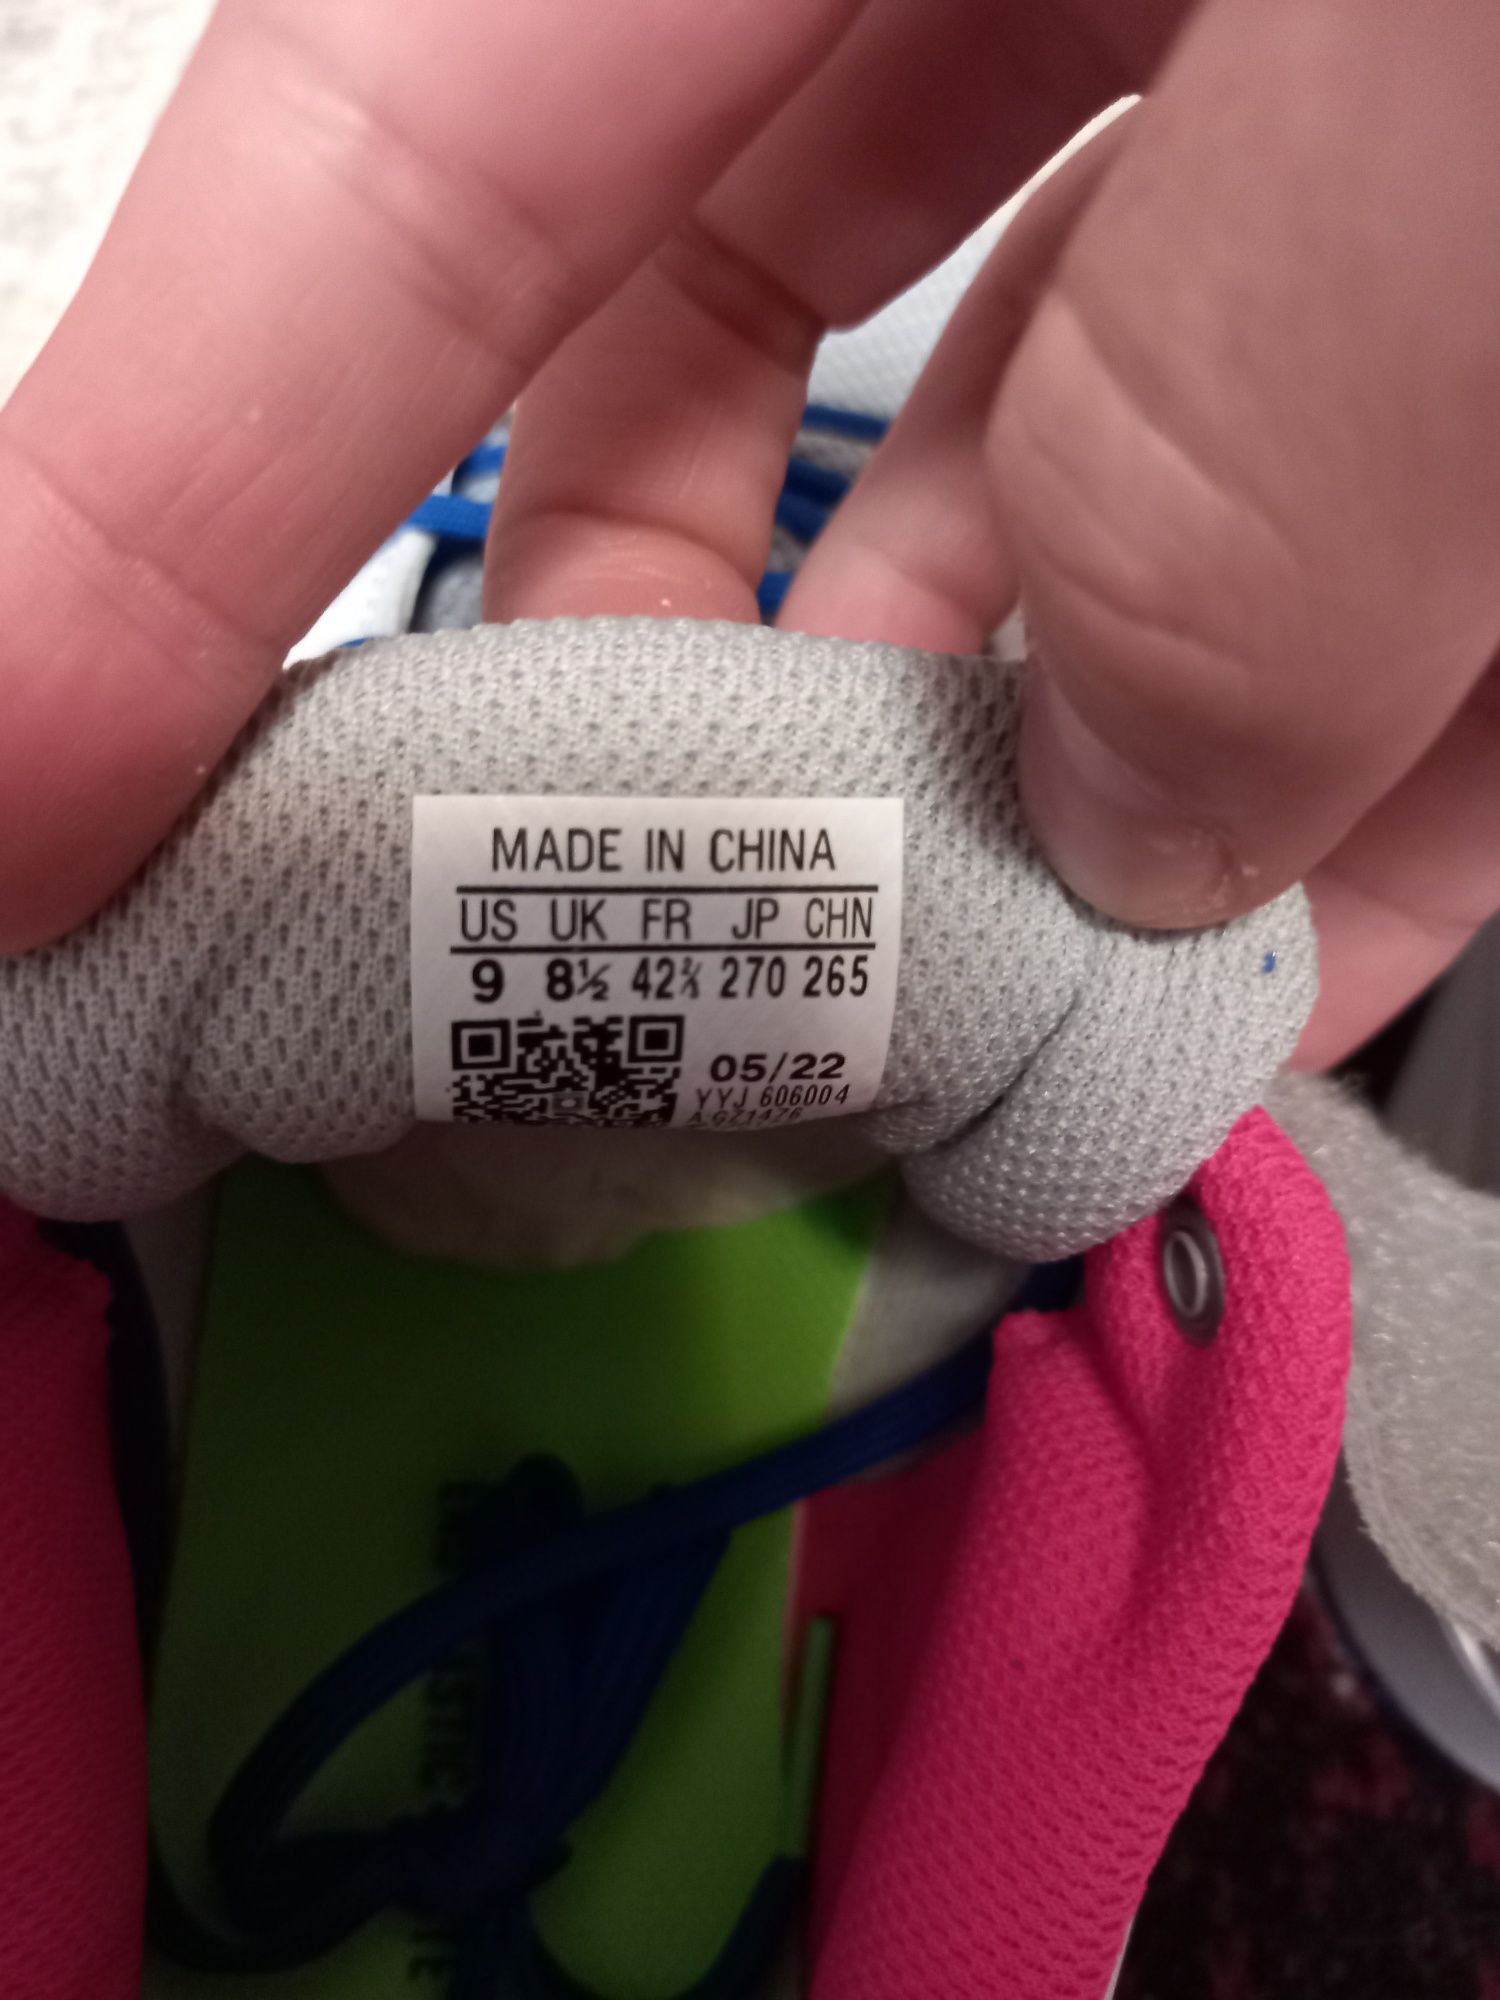 MADE IN CHINA
US UK FR JP CHN
9 8½ 42⅔ 270 265
05/22
YYJ 606004